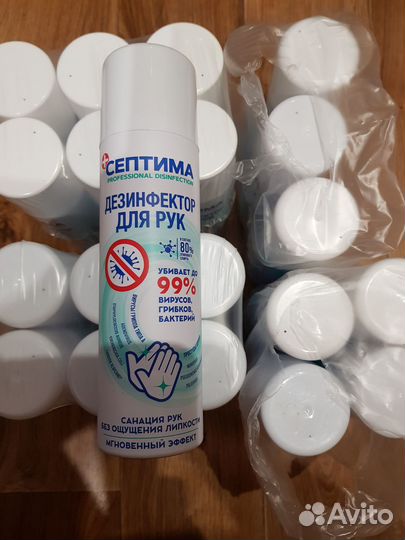 СЕПТИМА
PROFESSIONAL DISINFECTION
ДЕЗИНФЕКТОР
ДЛЯ РУК
80%
УБИВАЕТ ДО
99%
ВИРУСОВ,
ГРИБКОВ,
БАКТЕРИЙ
САНАЦИЯ РУК
БЕЗ ОЩУЩЕНИЯ ЛИПКОСТИ
МГНОВЕННЫЙ ЭФФЕКТ
Avito